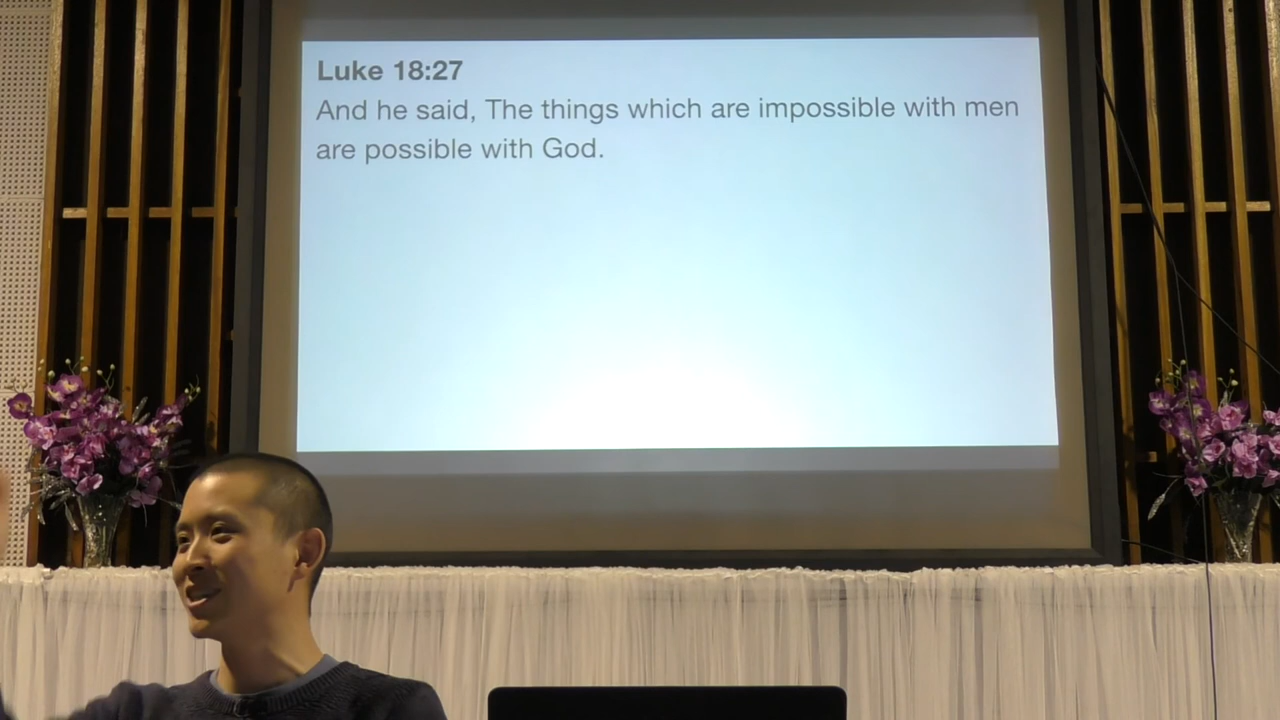 Luke 18:27
And he said, The things which are impossible with men
are possible with God.